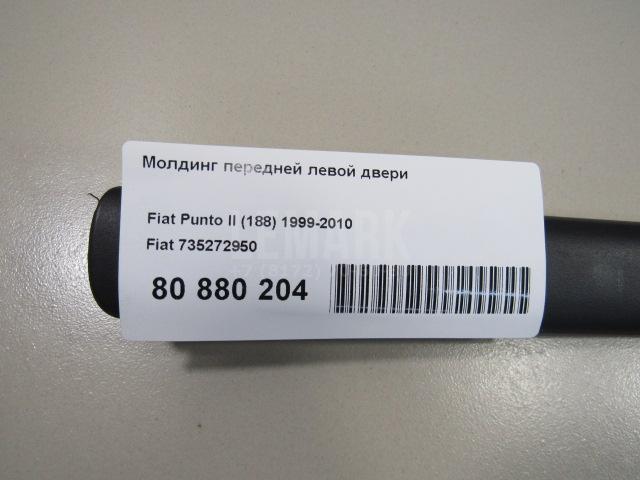 Молдинг передней левой двери
Fiat Punto II (188) 1999-2010
Fiat 735272950
80 880 204